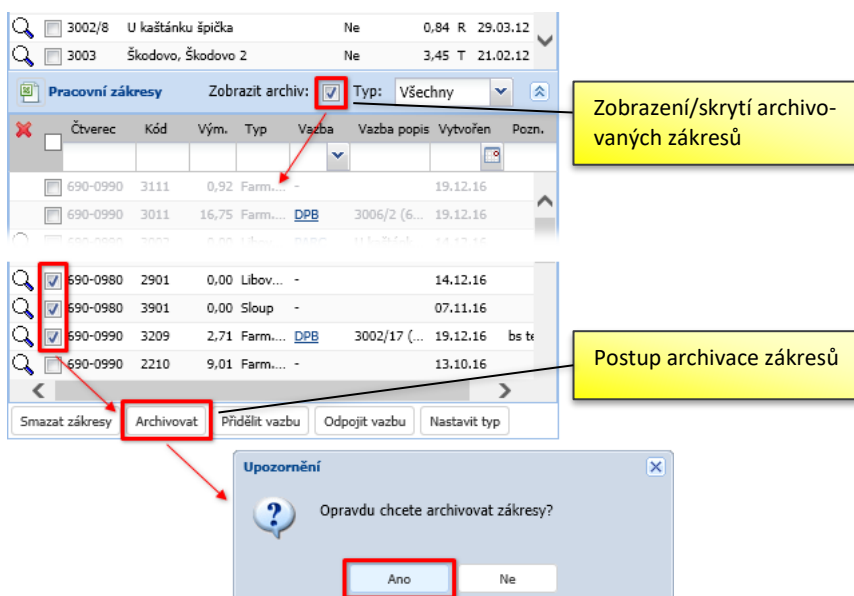 3002/8 U kaštánku špička Ne 0,84 R 29.03.12
3003 Škodovo, Škodovo 2 Ne 3,45 T 21.02.12
Pracovní zákresy Zobrazit archiv: Typ: Všechny
Zobrazení/skrytí archivo-
vaných zákresů
Čtverec Kód Vým. Typ Vazba Vazba popis Vytvořen Pozn.
690-0990 3111 0,92 Farm.... - 19.12.16
690-0990 3011 16,75 Farm.... DPB 3006/2 (6... 19.12.16
690-0980 2901 0,00 Libov... - 14.12.16
690-0980 3901 0,00 Sloup - 07.11.16
690-0990 3209 2,71 Farm.... DPB 3002/17 (... 19.12.16 bs te
690-0990 2210 9,01 Farm.... - 13.10.16
Postup archivace zákresů
Smazat zákresy Archivovat Přidělit vazbu Odpojit vazbu Nastavit typ
Upozornění
Opravdu chcete archivovat zákresy?
Ano Ne